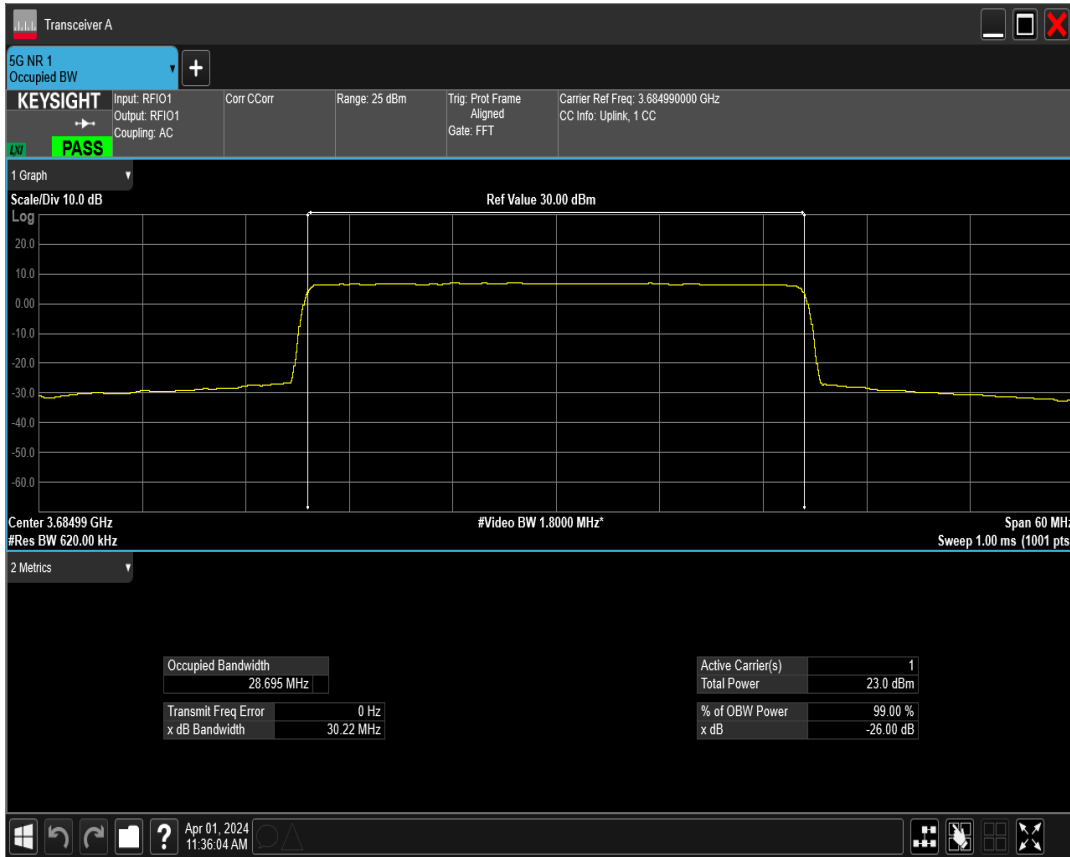 Transceiver A
5G NR 1
Occupied BW
+
KEYSIGHT
LXI
PASS
Input: RFIO1
Output: RFIO1
Coupling: AC
Corr CCorr
Range: 25 dBm
Trig: Prot Frame
Aligned
Gate: FFT
Carrier Ref Freq: 3.684990000 GHz
CC Info: Uplink, 1 CC
1 Graph
Scale/Div 10.0 dB
Ref Value 30.00 dBm
Log
20.0
10.0
0.00
-10.0
-20.0
-30.0
-40.0
-50.0
-60.0
Center 3.68499 GHz
#Video BW 1.8000 MHz*
Span 60 MHz
#Res BW 620.00 kHz
Sweep 1.00 ms (1001 pts
2 Metrics
Occupied Bandwidth
28.695 MHz
Transmit Freq Error 0 Hz
x dB Bandwidth 30.22 MHz
Active Carrier(s) 1
Total Power 23.0 dBm
% of OBW Power 99.00 %
x dB -26.00 dB
?
Apr 01, 2024
11:36:04 AM